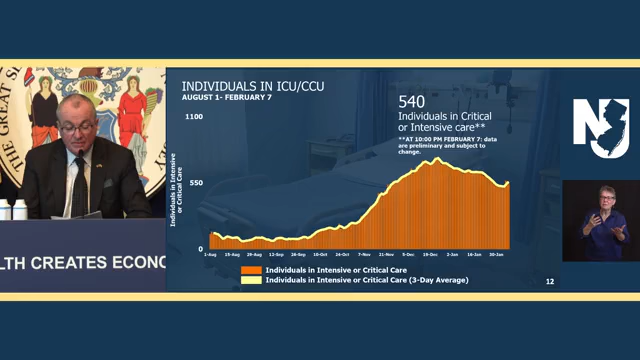 THE GREAT SE
LTH CREATES ECONO
INDIVIDUALS IN ICU/CCU
AUGUST 1- FEBRUARY 7
540
Individuals in Critical
or Intensive care**
**AT 10:00 PM FEBRUARY 7: data
are preliminary and subject to
change.
1100
550
0
Individuals in Intensive
or Critical Care
1-Aug 15-Aug 29-Aug 12-Sep 26-Sep 10-Oct 24-Oct 7-Nov 21-Nov 5-Dec 19-Dec 2-Jan 16-Jan 30-Jan
Individuals in Intensive or Critical Care
Individuals in Intensive or Critical Care (3-Day Average)
12
NJ